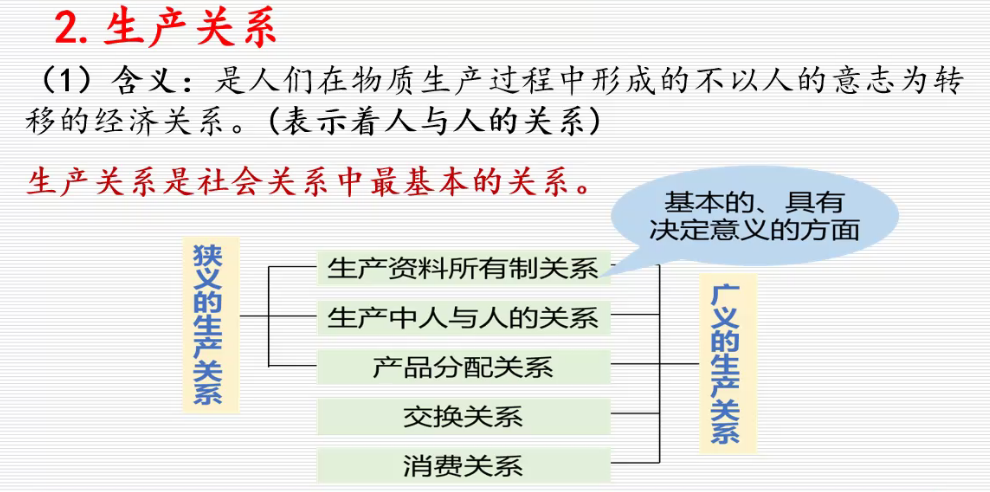 2.生产关系
（1）含义：是人们在物质生产过程中形成的不以人的意志为转
移的经济关系。(表示着人与人的关系)
生产关系是社会关系中最基本的关系。
基本的、具有
决定意义的方面
狭义的生产关系
生产资料所有制关系
生产中人与人的关系
产品分配关系
交换关系
消费关系
广义的生产关系